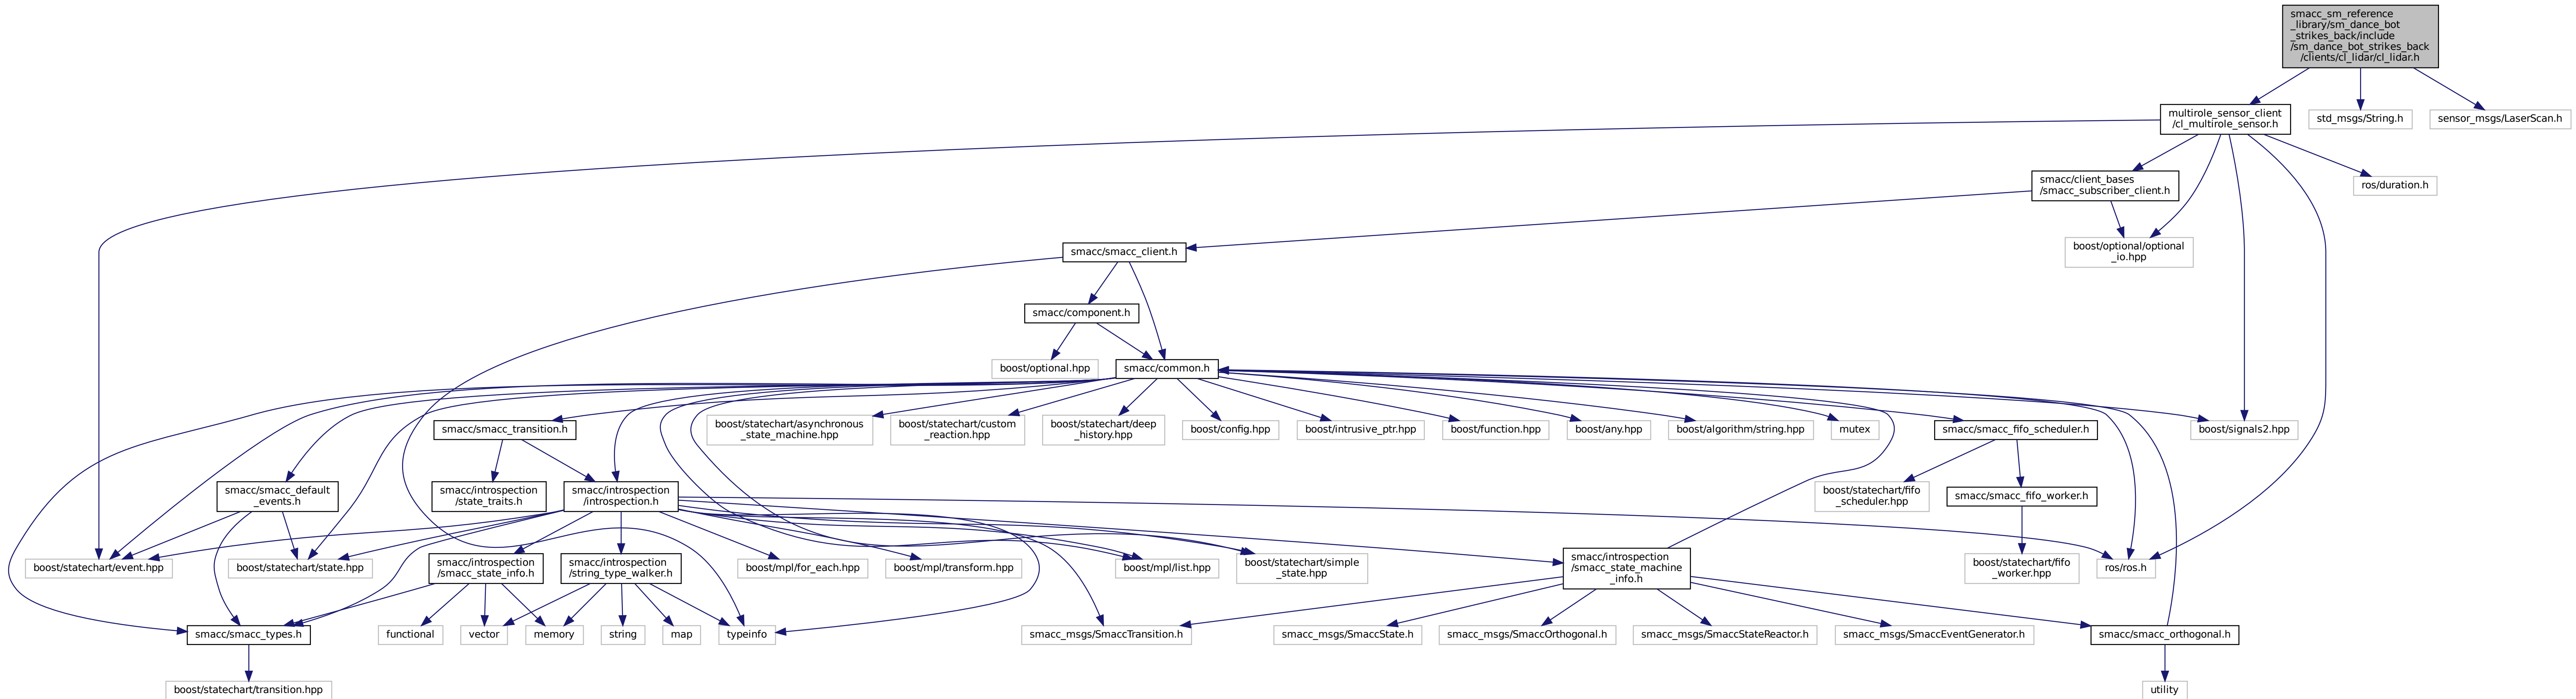 smacc_sm_reference
_library/sm_dance_bot
_strikes_back/include
/sm_dance_bot_strikes_back
/clients/cl_lidar/cl_lidar.h
multirole_sensor_client
/cl_multirole_sensor.h
std_msgs/String.h
sensor_msgs/LaserScan.h
smacc/client_bases
/smacc_subscriber_client.h
ros/duration.h
smacc/smacc_client.h
boost/optional/optional
_io.hpp
smacc/component.h
boost/optional.hpp
smacc/common.h
smacc/smacc_transition.h
boost/statechart/asynchronous
_state_machine.hpp
boost/statechart/custom
_reaction.hpp
boost/statechart/deep
_history.hpp
boost/config.hpp
boost/intrusive_ptr.hpp
boost/function.hpp
boost/any.hpp
boost/algorithm/string.hpp
mutex
smacc/smacc_fifo_scheduler.h
boost/signals2.hpp
smacc/smacc_default
_events.h
smacc/introspection
/state_traits.h
smacc/introspection
/introspection.h
boost/statechart/fifo
_scheduler.hpp
smacc/smacc_fifo_worker.h
boost/statechart/event.hpp
boost/statechart/state.hpp
smacc/introspection
/smacc_state_info.h
smacc/introspection
/string_type_walker.h
boost/mpl/for_each.hpp
boost/mpl/transform.hpp
boost/mpl/list.hpp
boost/statechart/simple
_state.hpp
smacc/introspection
/smacc_state_machine
_info.h
boost/statechart/fifo
_worker.hpp
ros/ros.h
smacc/smacc_types.h
functional
vector
memory
string
map
typeinfo
smacc_msgs/SmaccTransition.h
smacc_msgs/SmaccState.h
smacc_msgs/SmaccOrthogonal.h
smacc_msgs/SmaccStateReactor.h
smacc_msgs/SmaccEventGenerator.h
smacc/smacc_orthogonal.h
boost/statechart/transition.hpp
utility